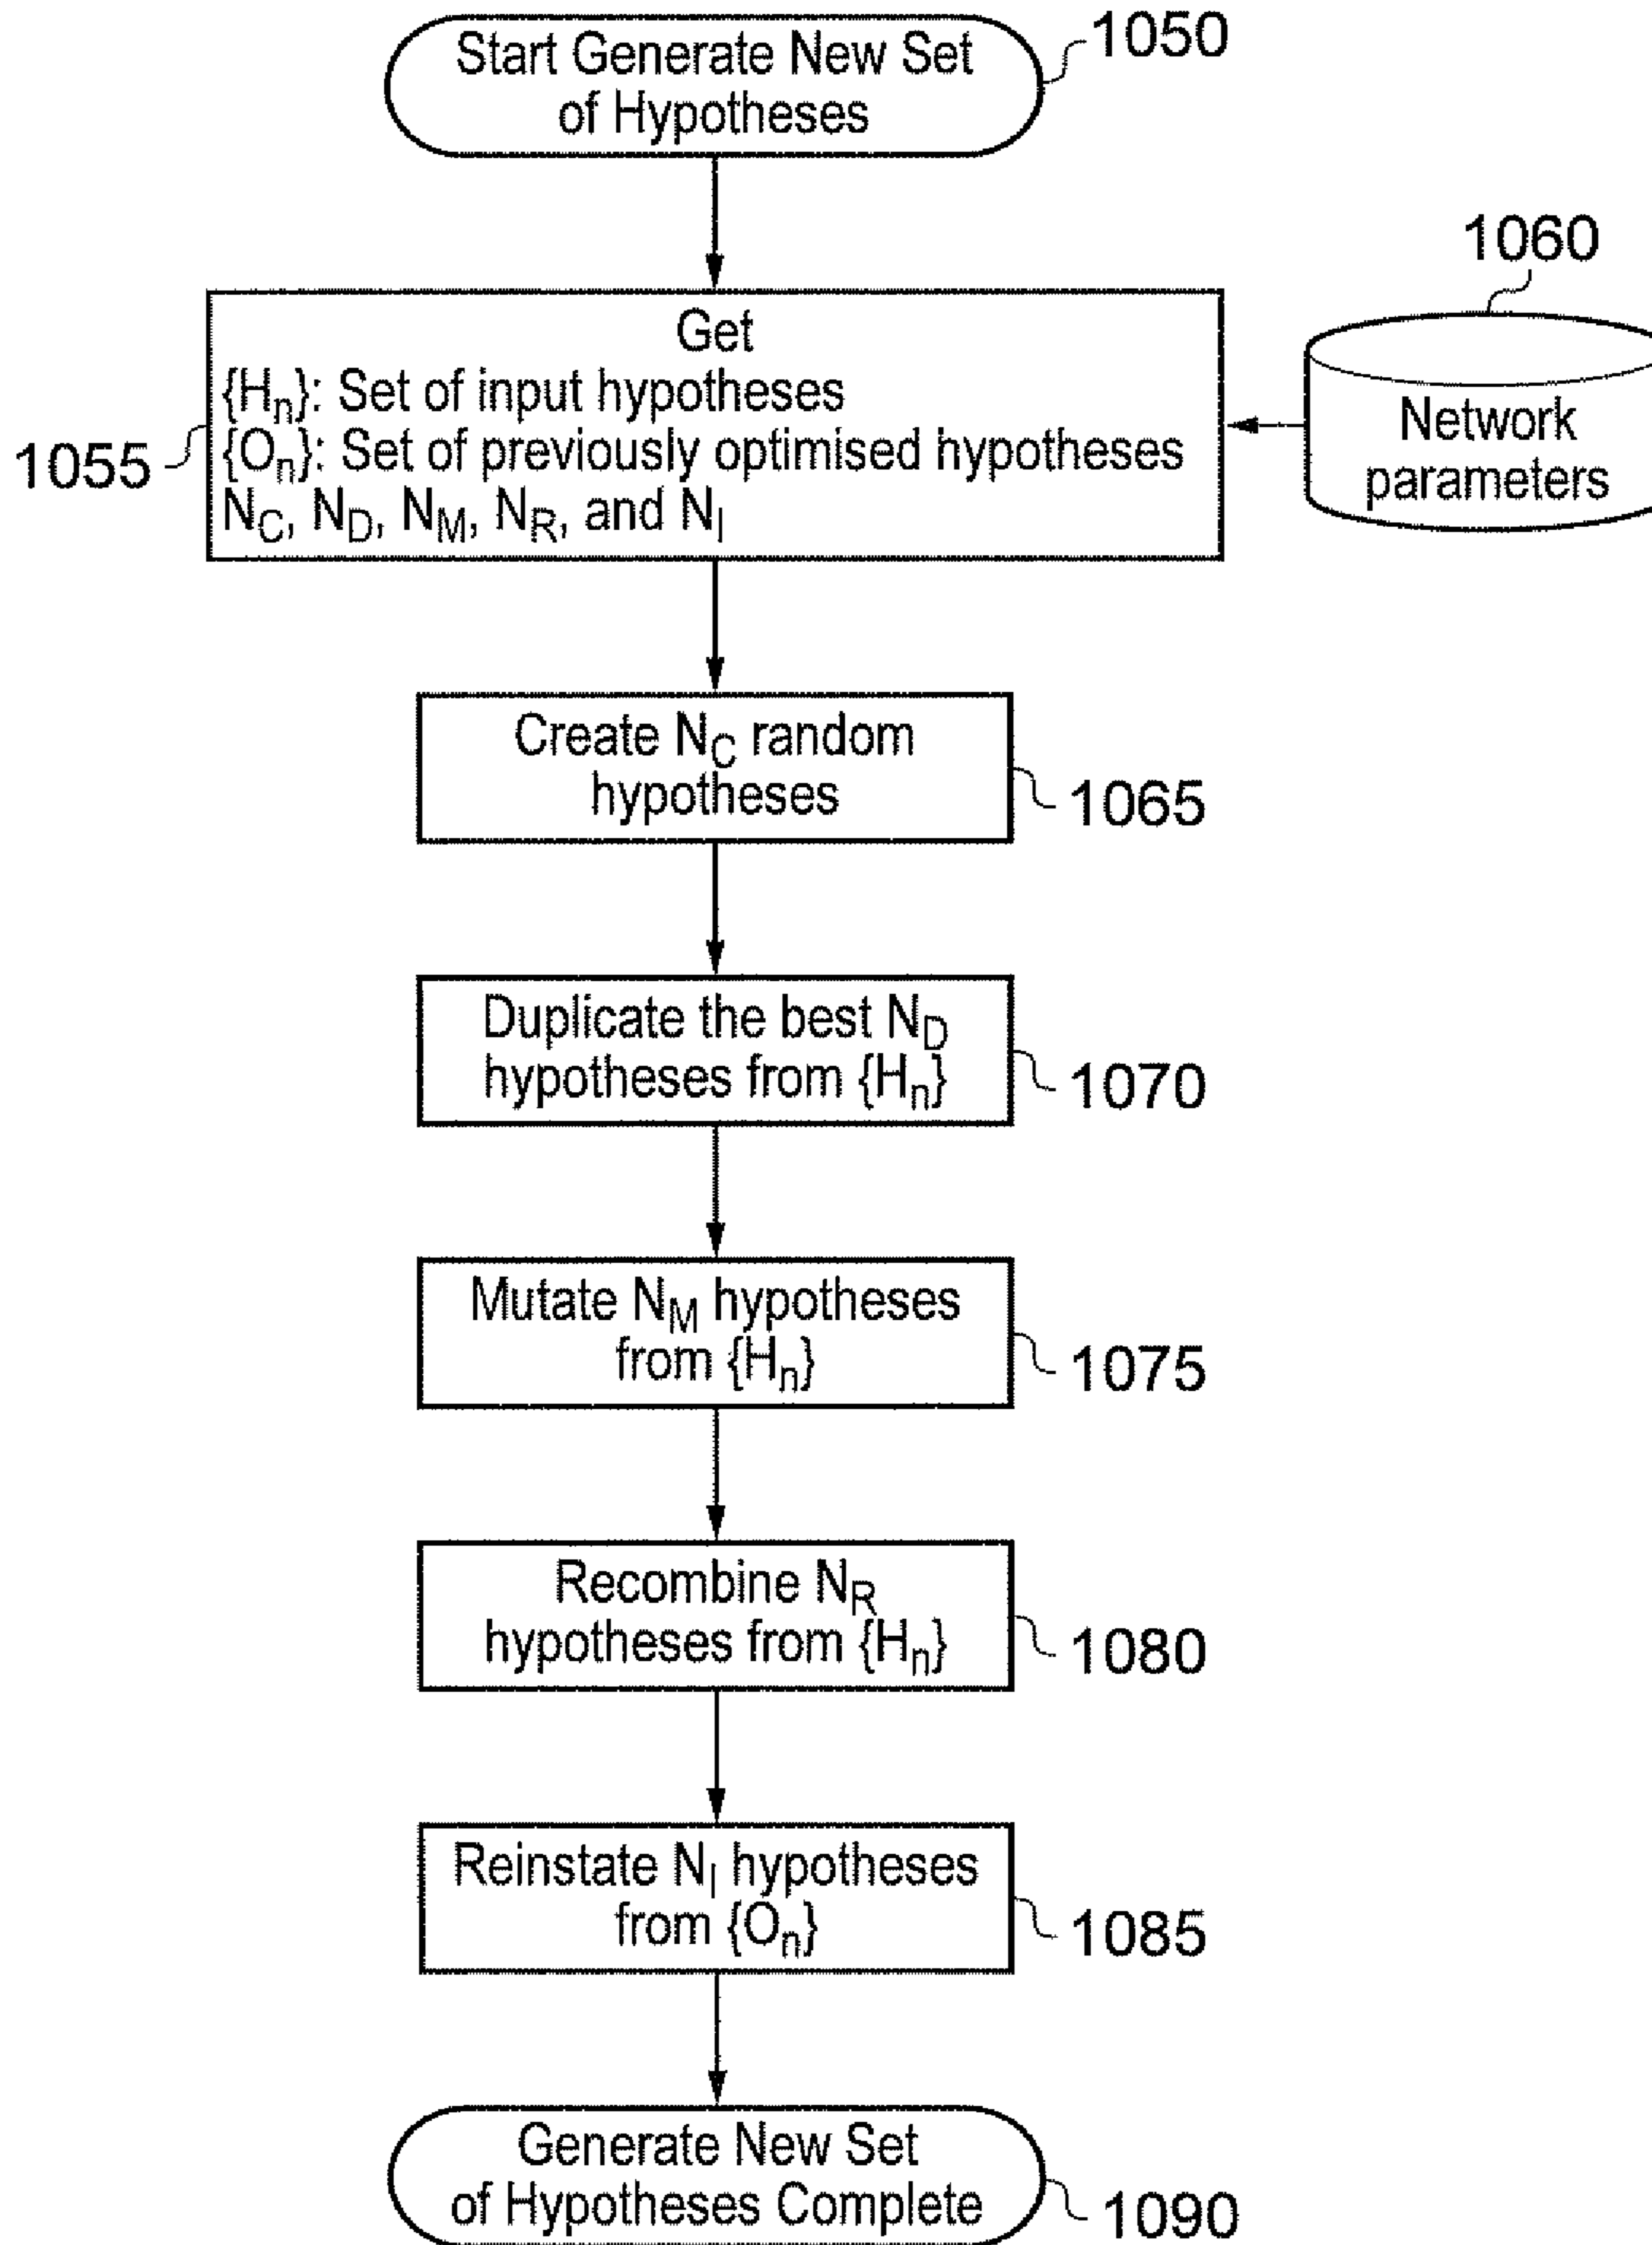 Start Generate New Set
of Hypotheses
1050
1060
Get
{Hn}: Set of input hypotheses
{On}: Set of previously optimised hypotheses
NC, ND, NM, NR, and NI
1055
Network
parameters
Create NC random
hypotheses
1065
Duplicate the best ND
hypotheses from {Hn}
1070
Mutate NM hypotheses
from {Hn}
1075
Recombine NR
hypotheses from {Hn}
1080
Reinstate NI hypotheses
from {On}
1085
Generate New Set
of Hypotheses Complete
1090